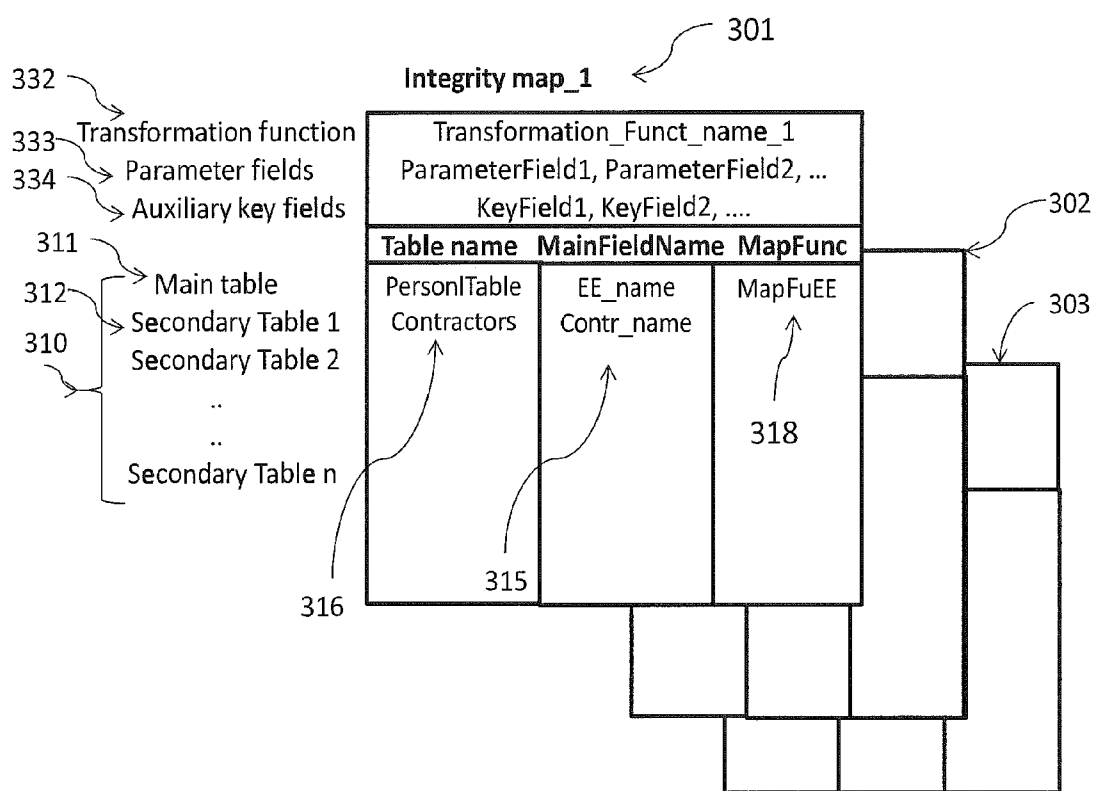 301
Integrity map_1
332
Transformation function Transformation_Funct_name_1
333
Parameter fields ParameterField1, ParameterField2, ...
334
Auxiliary key fields KeyField1, KeyField2, ....
302
311
Table name MainFieldName MapFunc
Main table PersonlTable EE_name MapFuEE
303
312
Secondary Table 1 Contractors Contr_name
310
Secondary Table 2
..
318
..
Secondary Table n
315
316